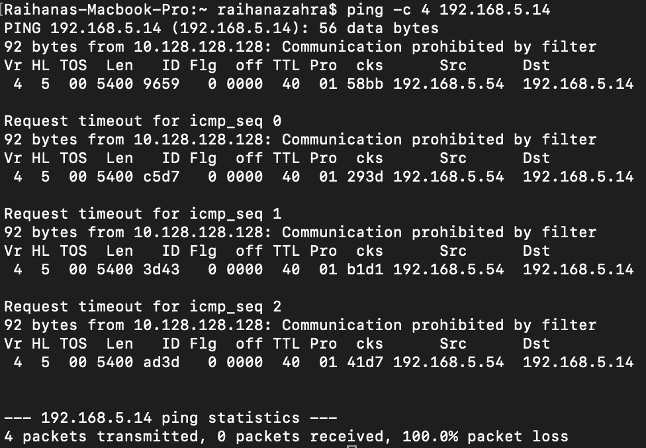 Raihanas-Macbook-Pro:~ raihanazahra$ ping -c 4 192.168.5.14
PING 192.168.5.14 (192.168.5.14): 56 data bytes
92 bytes from 10.128.128.128: Communication prohibited by filter
Vr HL TOS  Len   ID Flg  off TTL Pro  cks      Src      Dst
 4  5  00 5400 9659   0 0000  40  01 58bb 192.168.5.54  192.168.5.14

Request timeout for icmp_seq 0
92 bytes from 10.128.128.128: Communication prohibited by filter
Vr HL TOS  Len   ID Flg  off TTL Pro  cks      Src      Dst
 4  5  00 5400 c5d7   0 0000  40  01 293d 192.168.5.54  192.168.5.14

Request timeout for icmp_seq 1
92 bytes from 10.128.128.128: Communication prohibited by filter
Vr HL TOS  Len   ID Flg  off TTL Pro  cks      Src      Dst
 4  5  00 5400 3d43   0 0000  40  01 b1d1 192.168.5.54  192.168.5.14

Request timeout for icmp_seq 2
92 bytes from 10.128.128.128: Communication prohibited by filter
Vr HL TOS  Len   ID Flg  off TTL Pro  cks      Src      Dst
 4  5  00 5400 ad3d   0 0000  40  01 41d7 192.168.5.54  192.168.5.14

--- 192.168.5.14 ping statistics ---
4 packets transmitted, 0 packets received, 100.0% packet loss